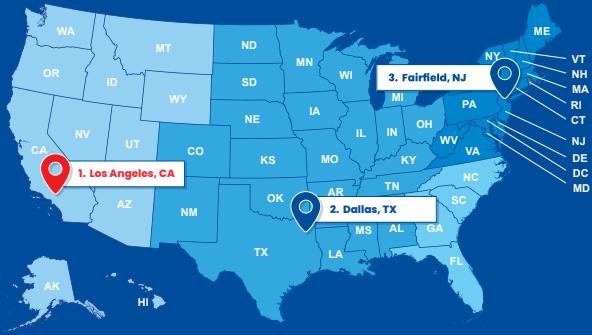 ME
WA
MT
ND
MN
NY
VT
OR
ID
SD
WI
3. Fairfield, NJ
NH
MA
WY
MI
RI
NE
IA
PA
CT
NV
UT
IL
IN
OH
NJ
CA
CO
KS
MO
WV
VA
DE
KY
DC
1. Los Angeles, CA
NC
MD
TN
AZ
NM
OK
AR
SC
2. Dallas, TX
MS
AL
GA
TX
LA
FL
AK
HI